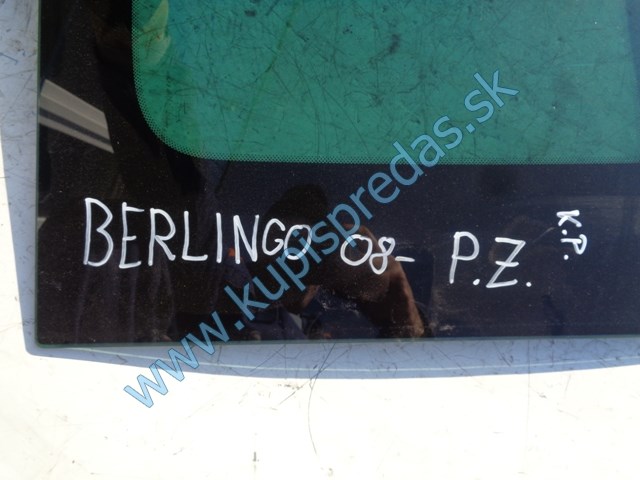 BERLINGO 08- P.Z.
K.P.
www.kupispredas.sk